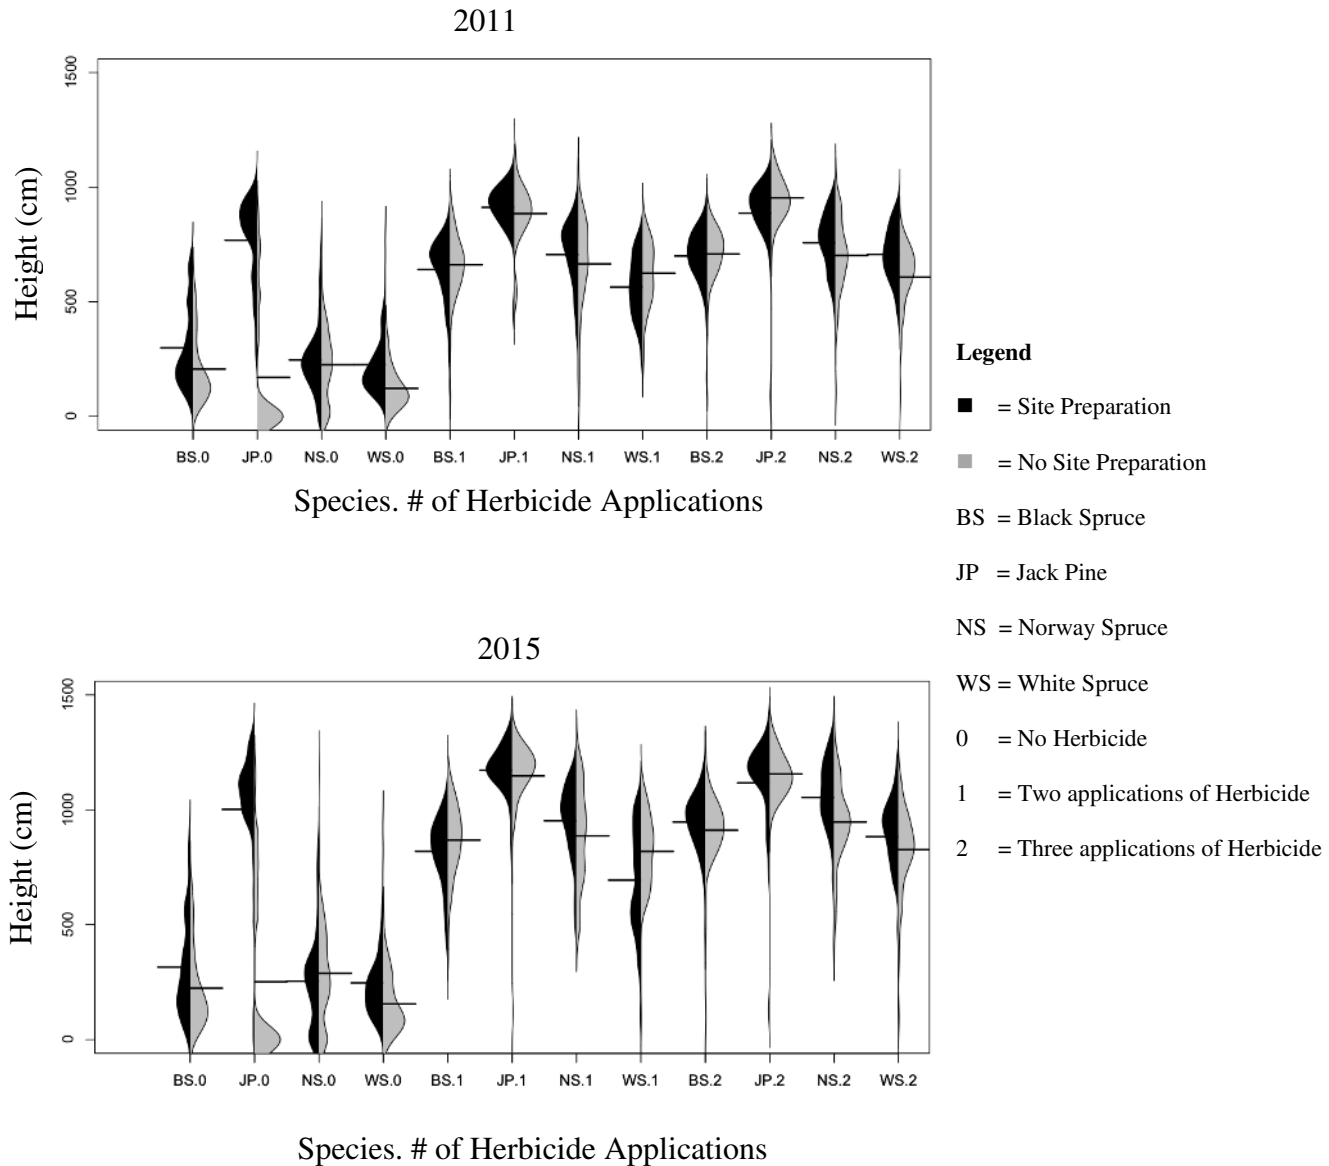 2011
Height (cm)
1500
1000
500
0
BS.0 JP.0 NS.0 WS.0 BS.1 JP.1 NS.1 WS.1 BS.2 JP.2 NS.2 WS.2
Species. # of Herbicide Applications
Legend
= Site Preparation
= No Site Preparation
BS = Black Spruce
JP = Jack Pine
NS = Norway Spruce
WS = White Spruce
0 = No Herbicide
1 = Two applications of Herbicide
2 = Three applications of Herbicide
2015
Height (cm)
1500
1000
500
0
BS.0 JP.0 NS.0 WS.0 BS.1 JP.1 NS.1 WS.1 BS.2 JP.2 NS.2 WS.2
Species. # of Herbicide Applications